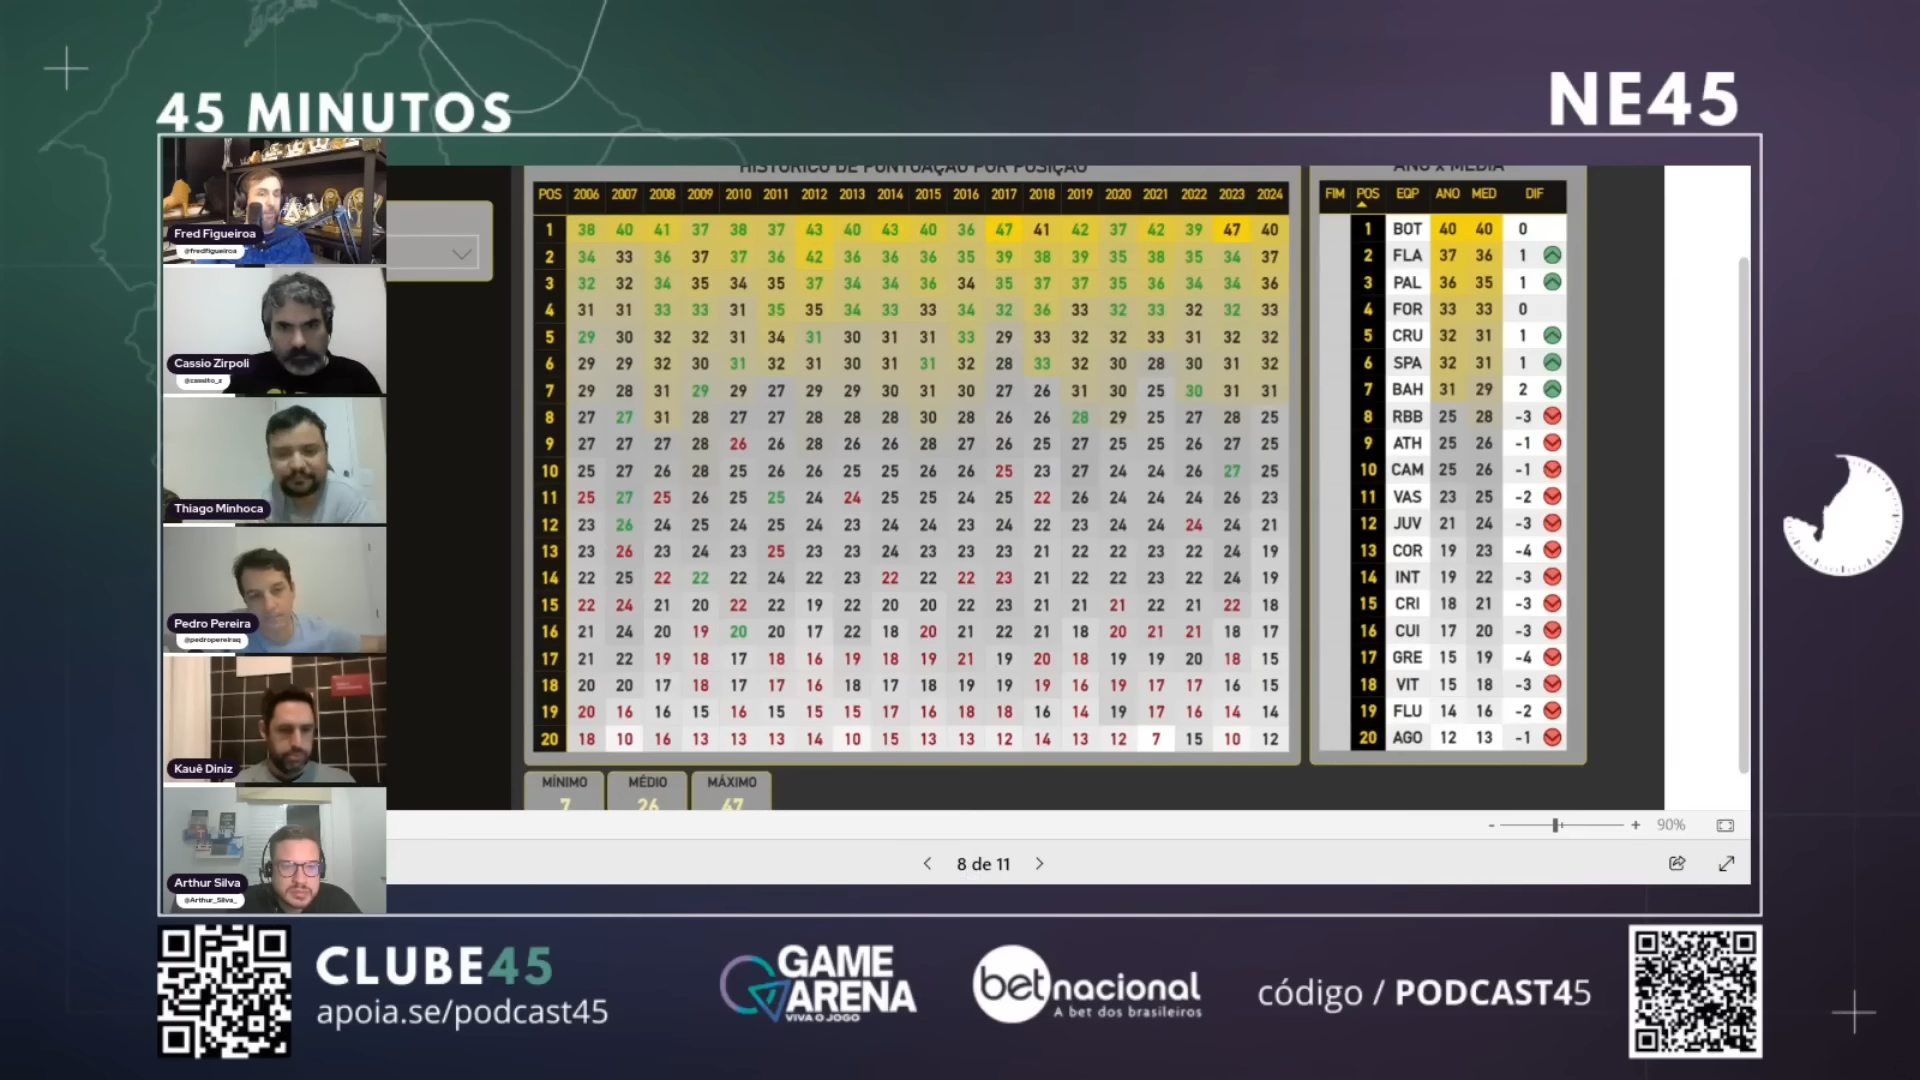 45 MINUTOS
NE45
Fred Figueiroa
@fredfigueiroa
Cassio Zirpoli
@cassito_z
Thiago Minhoca
Pedro Pereira
@pedropereiraq
Kauê Diniz
Arthur Silva
@Arthur_Silva_
HISTÓRICO DE PONTUAÇÃO POR POSIÇÃO
POS 2006 2007 2008 2009 2010 2011 2012 2013 2014 2015 2016 2017 2018 2019 2020 2021 2022 2023 2024
1 38 40 41 37 38 37 43 40 43 40 36 47 41 42 37 42 39 47 40
2 34 33 36 37 37 36 42 36 36 36 35 39 38 39 35 38 35 34 37
3 32 32 34 35 34 35 37 34 34 36 34 35 37 37 35 36 34 34 36
4 31 31 33 33 31 35 35 34 33 33 34 32 36 33 32 33 32 32 33
5 29 30 32 32 31 34 31 30 31 31 33 29 33 32 32 33 31 32 32
6 29 29 32 30 31 32 31 30 31 31 32 28 33 32 30 28 30 31 32
7 29 28 31 29 29 27 29 29 30 31 30 27 26 31 30 25 30 31 31
8 27 27 31 28 27 27 28 28 28 30 28 26 26 28 29 25 27 28 25
9 27 27 27 28 26 26 28 26 26 28 27 26 25 27 25 25 26 27 25
10 25 27 26 28 25 26 26 25 25 26 26 25 23 27 24 24 26 27 25
11 25 27 25 26 25 25 24 24 25 25 24 25 22 26 24 24 24 26 23
12 23 26 24 25 24 25 24 23 24 24 23 24 22 23 24 24 24 24 21
13 23 26 23 24 23 25 23 23 24 23 23 23 21 22 22 23 22 24 19
14 22 25 22 22 22 24 22 23 22 22 22 23 21 22 22 23 22 24 19
15 22 24 21 20 22 22 19 22 20 20 22 23 21 21 21 22 21 22 18
16 21 24 20 19 20 20 17 22 18 20 21 22 21 18 20 21 21 18 17
17 21 22 19 18 17 18 16 19 18 19 21 19 20 18 19 19 20 18 15
18 20 20 17 18 17 17 16 18 17 18 19 19 19 16 19 17 17 16 15
19 20 16 16 15 16 15 15 15 17 16 18 18 16 14 19 17 16 14 14
20 18 10 16 13 13 13 14 10 15 13 13 12 14 13 12 7 15 10 12
MÍNIMO
7
MÉDIO
26
MÁXIMO
47
ANO X MÉDIA
FIM POS EQP ANO MED DIF
1 BOT 40 40 0
2 FLA 37 36 1
3 PAL 36 35 1
4 FOR 33 33 0
5 CRU 32 31 1
6 SPA 32 31 1
7 BAH 31 29 2
8 RBB 25 28 -3
9 ATH 25 26 -1
10 CAM 25 26 -1
11 VAS 23 25 -2
12 JUV 21 24 -3
13 COR 19 23 -4
14 INT 19 22 -3
15 CRI 18 21 -3
16 CUI 17 20 -3
17 GRE 15 19 -4
18 VIT 15 18 -3
19 FLU 14 16 -2
20 AGO 12 13 -1
- + 90%
8 de 11
CLUBE45
apoia.se/podcast45
GAME ARENA
VIVA O JOGO
betnacional
A bet dos brasileiros
código / PODCAST45